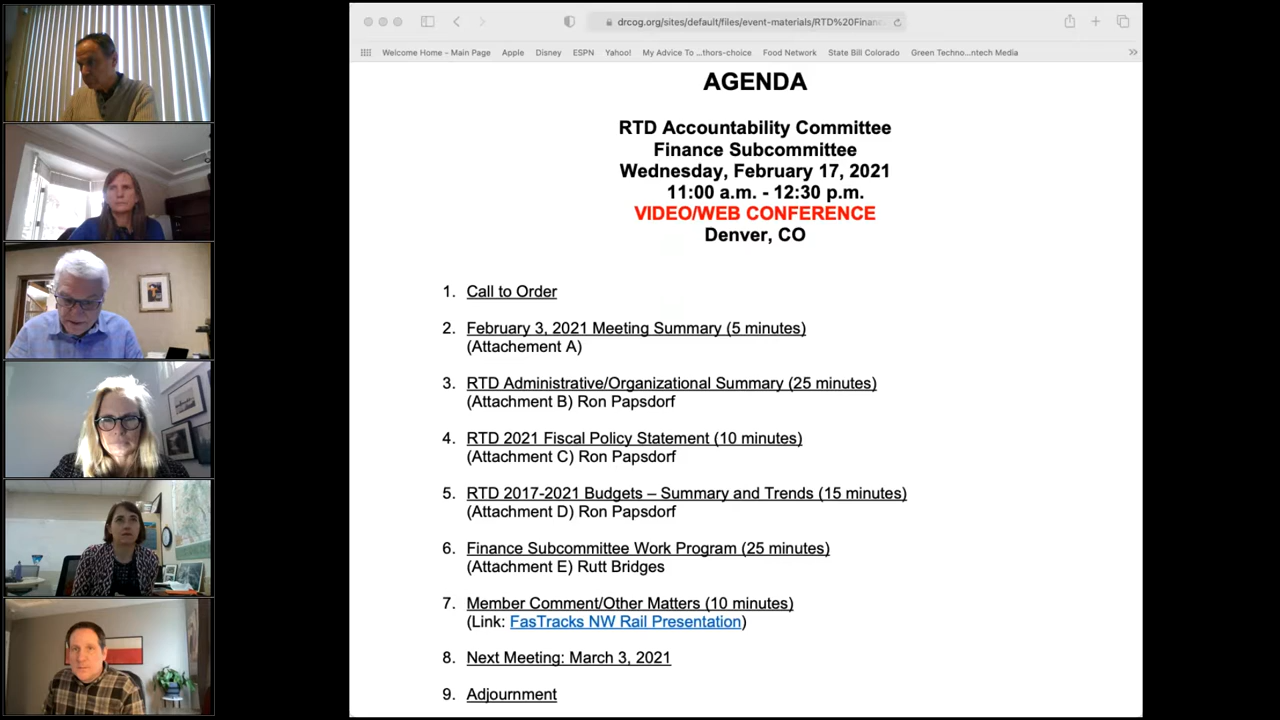 drcog.org/sites/default/files/event-materials/RTD%20Financ
Welcome Home - Main Page Apple Disney ESPN Yahoo! My Advice To ...thors-choice Food Network State Bill Colorado Green Techno...ntech Media
AGENDA
RTD Accountability Committee
Finance Subcommittee
Wednesday, February 17, 2021
11:00 a.m. - 12:30 p.m.
VIDEO/WEB CONFERENCE
Denver, CO
1. Call to Order
2. February 3, 2021 Meeting Summary (5 minutes)
(Attachement A)
3. RTD Administrative/Organizational Summary (25 minutes)
(Attachment B) Ron Papsdorf
4. RTD 2021 Fiscal Policy Statement (10 minutes)
(Attachment C) Ron Papsdorf
5. RTD 2017-2021 Budgets – Summary and Trends (15 minutes)
(Attachment D) Ron Papsdorf
6. Finance Subcommittee Work Program (25 minutes)
(Attachment E) Rutt Bridges
7. Member Comment/Other Matters (10 minutes)
(Link: FasTracks NW Rail Presentation)
8. Next Meeting: March 3, 2021
9. Adjournment